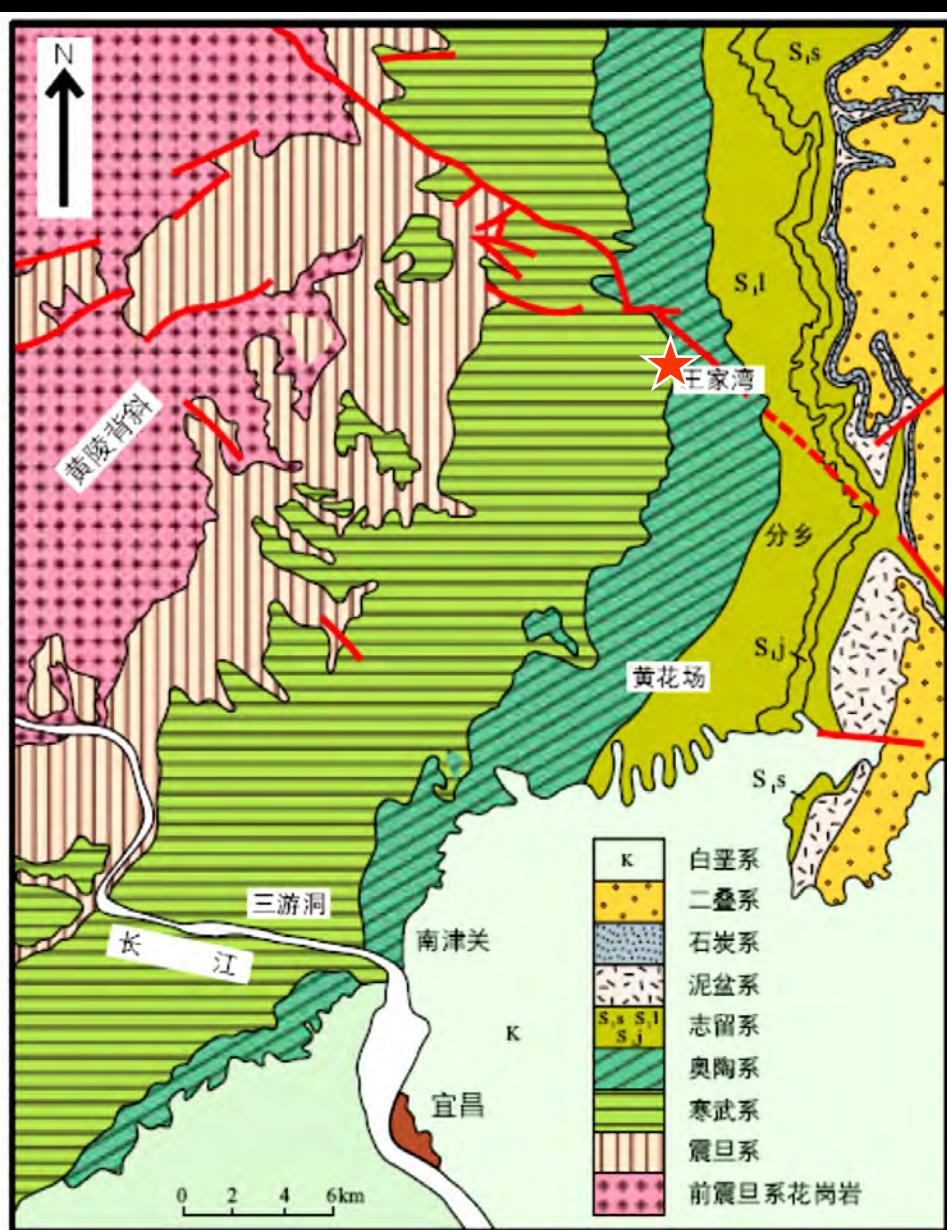 N
S₁s
S₁l
王家湾
黄陵背斜
分乡
S₁j
黄花场
S₁s
三游洞
长江
南津关
K
宜昌
0 2 4 6km
K 白垩系
二叠系
石炭系
泥盆系
S₁s S₁l
S₁j
志留系
奥陶系
寒武系
震旦系
前震旦系花岗岩